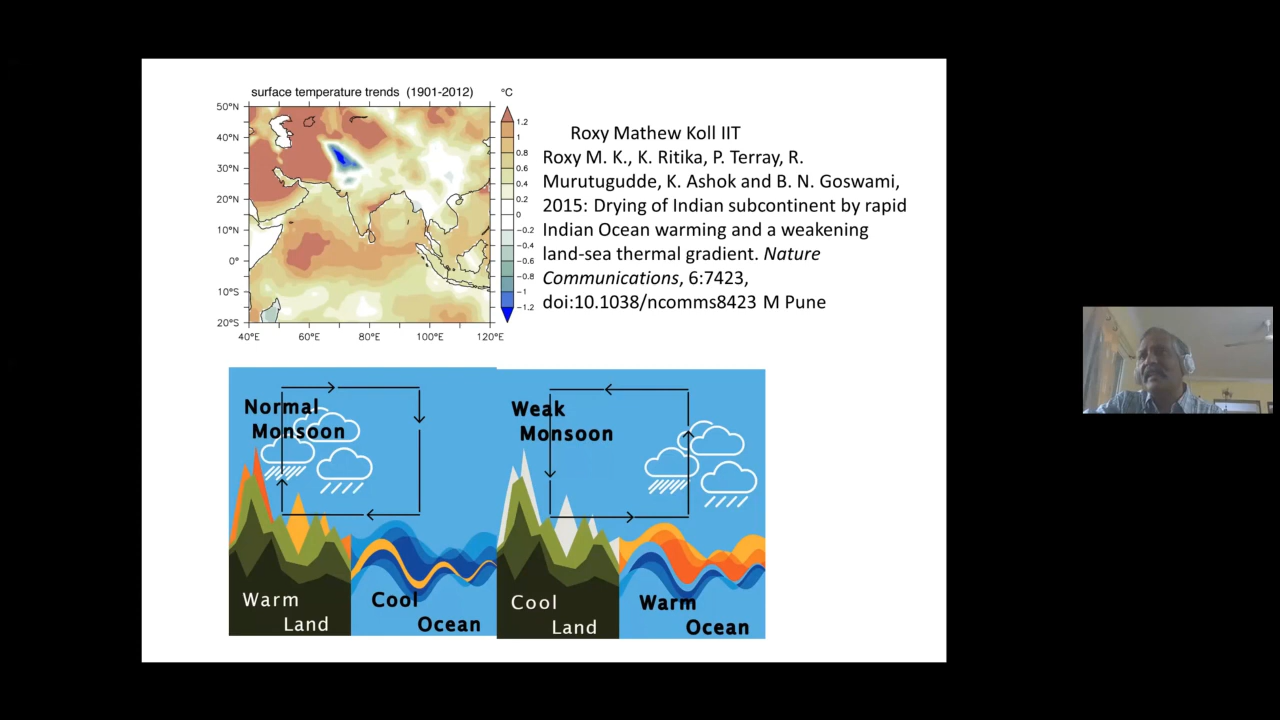 surface temperature trends (1901-2012)
°C
50°N
40°N
30°N
20°N
10°N
0°
10°S
20°S
40°E
60°E
80°E
100°E
120°E
1.2
1
0.8
0.6
0.4
0.2
0
−0.2
−0.4
−0.6
−0.8
−1
−1.2
Roxy Mathew Koll IIT
Roxy M. K., K. Ritika, P. Terray, R.
Murutugudde, K. Ashok and B. N. Goswami,
2015: Drying of Indian subcontinent by rapid
Indian Ocean warming and a weakening
land-sea thermal gradient. Nature
Communications, 6:7423,
doi:10.1038/ncomms8423 M Pune
Normal
Monsoon
Warm
Land
Cool
Ocean
Weak
Monsoon
Cool
Land
Warm
Ocean